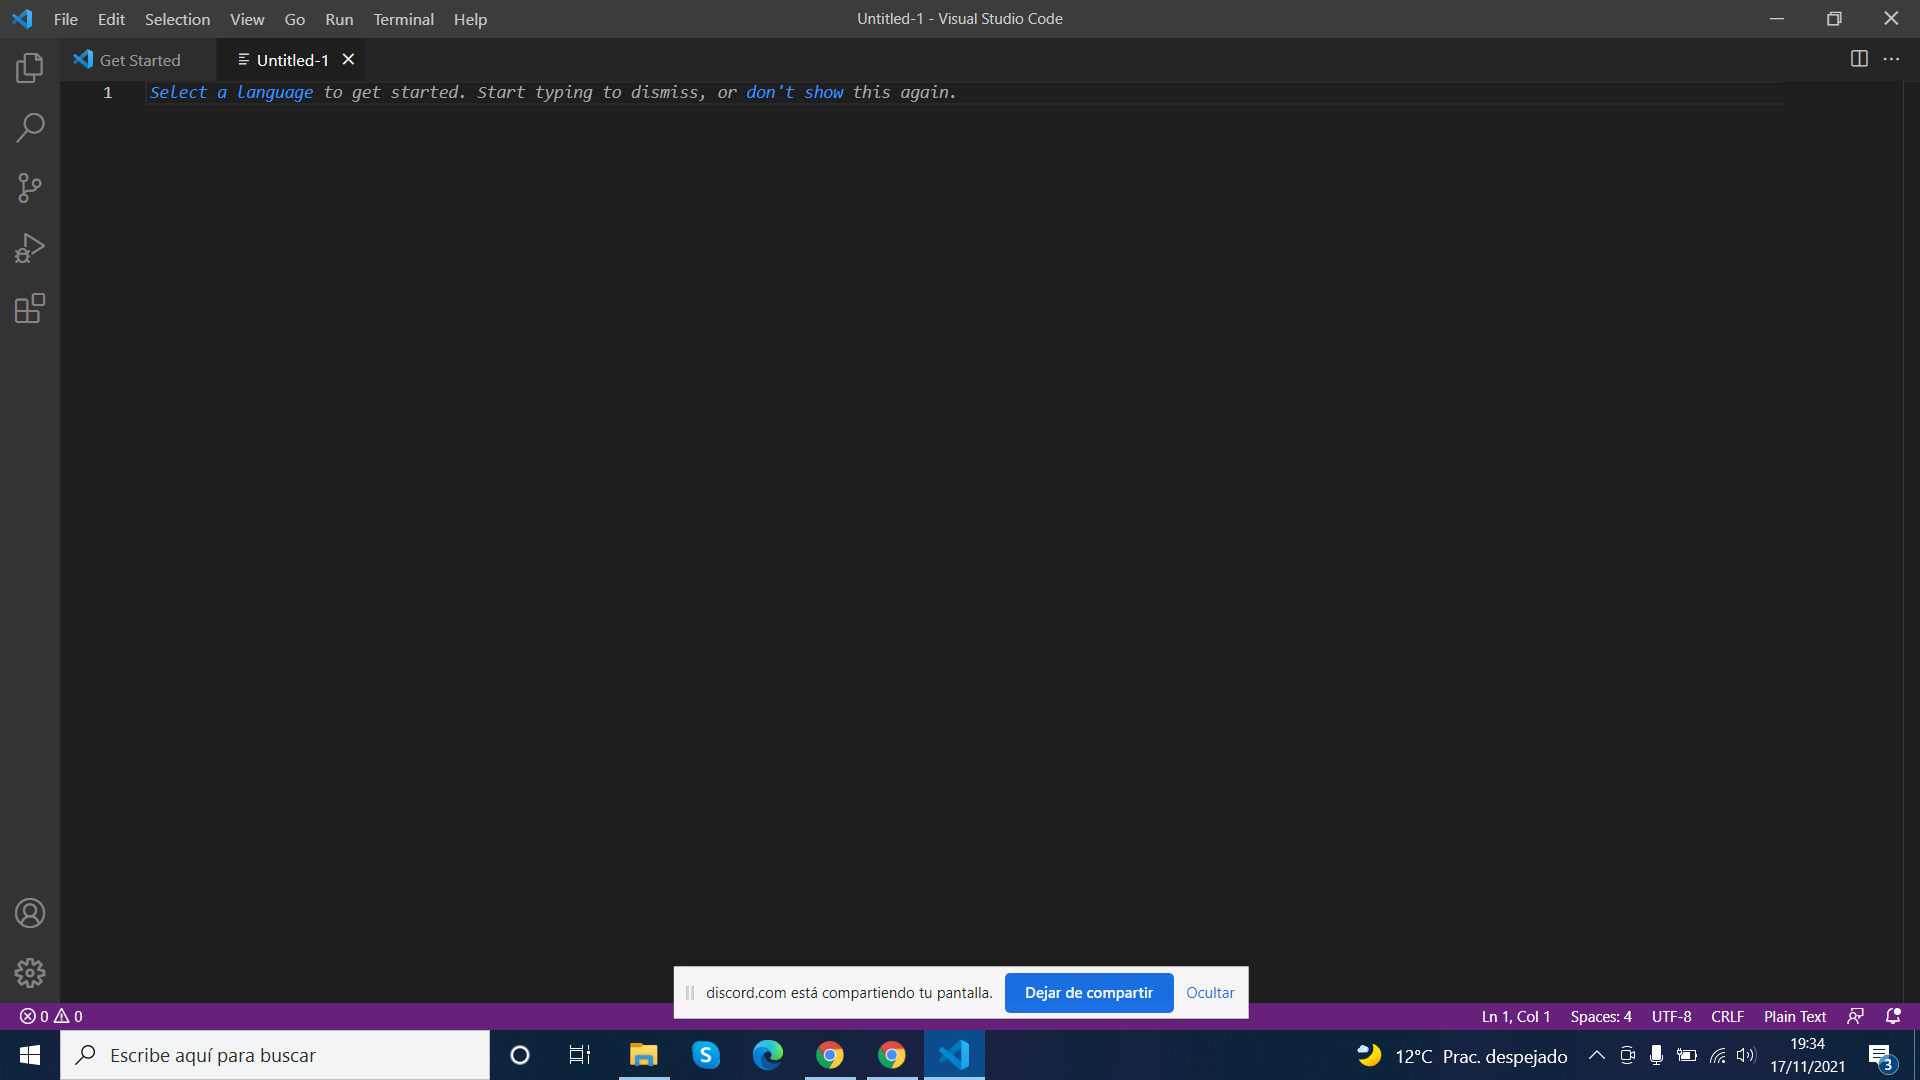 File Edit Selection View Go Run Terminal Help
Untitled-1 - Visual Studio Code
Get Started
Untitled-1
1 Select a language to get started. Start typing to dismiss, or don't show this again.
discord.com está compartiendo tu pantalla. Dejar de compartir Ocultar
0 0
Ln 1, Col 1 Spaces: 4 UTF-8 CRLF Plain Text
Escribe aquí para buscar
S
12°C Prac. despejado
19:34
17/11/2021
3